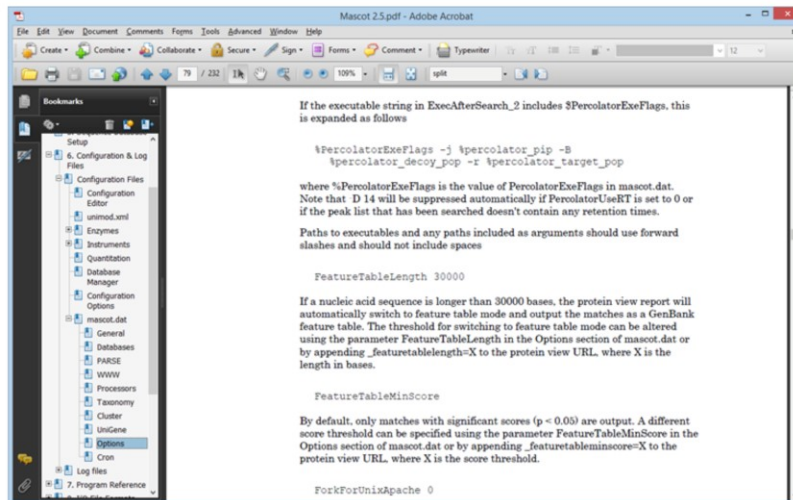 Mascot 2.5.pdf - Adobe Acrobat
File Edit View Document Comments Forms Tools Advanced Window Help
Create Combine Collaborate Secure Sign Forms Comment Typewriter 12
79 / 232 109% split
Bookmarks
Setup
6. Configuration & Log Files
Configuration Files
Configuration Editor
unimod.xml
Enzymes
Instruments
Quantitation
Database Manager
Configuration Options
mascot.dat
General
Databases
PARSE
WWW
Processors
Taxonomy
Cluster
UniGene
Options
Cron
Log files
7. Program Reference
If the executable string in ExecAfterSearch_2 includes $PercolatorExeFlags, this
is expanded as follows
%PercolatorExeFlags -j %percolator_pip -B
%percolator_decoy_pop -r %percolator_target_pop
where %PercolatorExeFlags is the value of PercolatorExeFlags in mascot.dat.
Note that D 14 will be suppressed automatically if PercolatorUseRT is set to 0 or
if the peak list that has been searched doesn't contain any retention times.
Paths to executables and any paths included as arguments should use forward
slashes and should not include spaces
FeatureTableLength 30000
If a nucleic acid sequence is longer than 30000 bases, the protein view report will
automatically switch to feature table mode and output the matches as a GenBank
feature table. The threshold for switching to feature table mode can be altered
using the parameter FeatureTableLength in the Options section of mascot.dat or
by appending _featuretablelength=X to the protein view URL, where X is the
length in bases.
FeatureTableMinScore
By default, only matches with significant scores (p < 0.05) are output. A different
score threshold can be specified using the parameter FeatureTableMinScore in the
Options section of mascot.dat or by appending _featuretableminscore=X to the
protein view URL, where X is the score threshold.
ForkForUnixApache 0